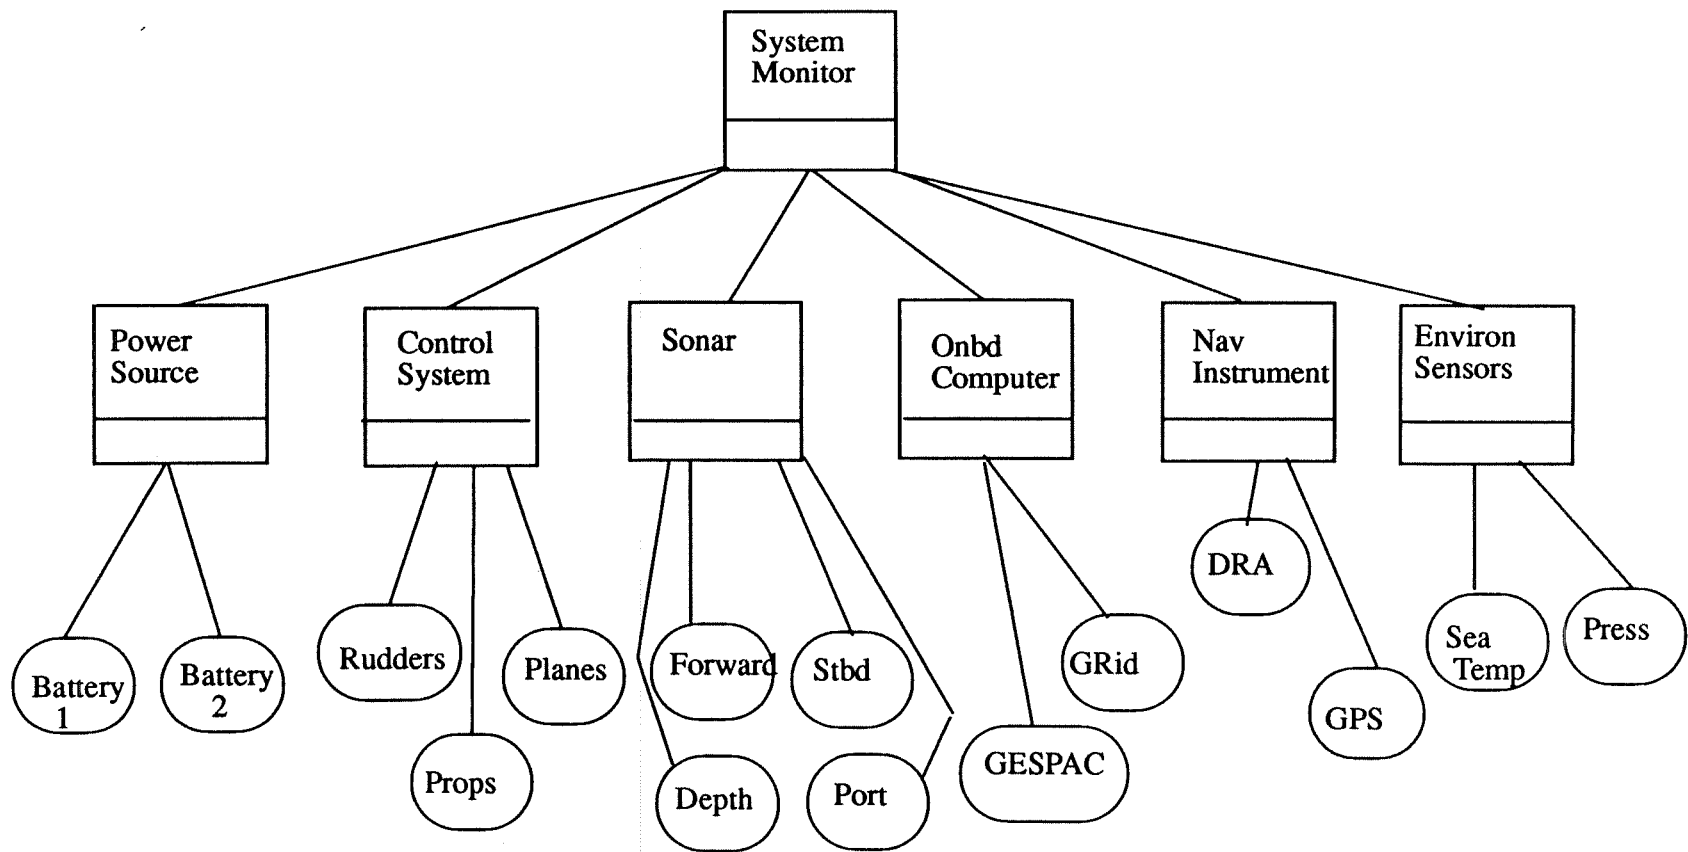 System
Monitor
Power
Source
Control
System
Sonar
Onbd
Computer
Nav
Instrument
Environ
Sensors
Battery
1
Battery
2
Rudders
Props
Planes
Forward
Stbd
Depth
Port
GRid
GESPAC
DRA
GPS
Sea
Temp
Press